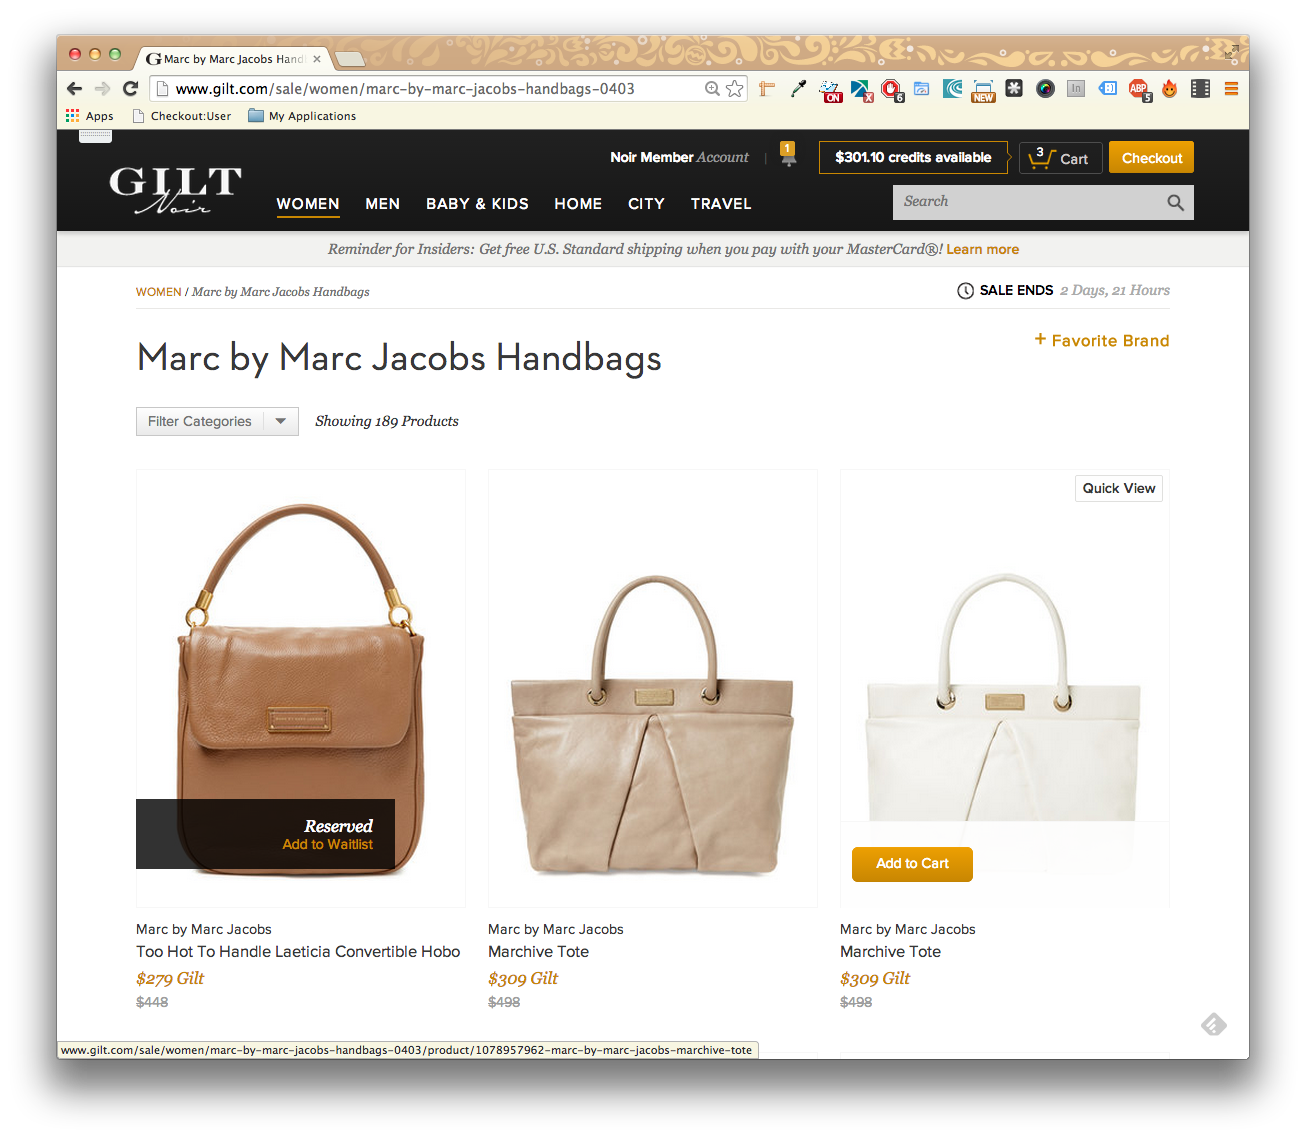 Marc by Marc Jacobs Hand
www.gilt.com/sale/women/marc-by-marc-jacobs-handbags-0403
ON
X
6
NEW
In
ABP
5
Apps
Checkout:User
My Applications
GILT
Noir
Noir Member Account
1
$301.10 credits available
3 Cart
Checkout
WOMEN
MEN
BABY & KIDS
HOME
CITY
TRAVEL
Search
Reminder for Insiders: Get free U.S. Standard shipping when you pay with your MasterCard®! Learn more
WOMEN / Marc by Marc Jacobs Handbags
SALE ENDS 2 Days, 21 Hours
+ Favorite Brand
Marc by Marc Jacobs Handbags
Filter Categories
Showing 189 Products
Quick View
MARC BY MARC JACOBS
Reserved
Add to Waitlist
Add to Cart
Marc by Marc Jacobs
Too Hot To Handle Laeticia Convertible Hobo
$279 Gilt
$448
Marc by Marc Jacobs
Marchive Tote
$309 Gilt
$498
Marc by Marc Jacobs
Marchive Tote
$309 Gilt
$498
www.gilt.com/sale/women/marc-by-marc-jacobs-handbags-0403/product/1078957962-marc-by-marc-jacobs-marchive-tote